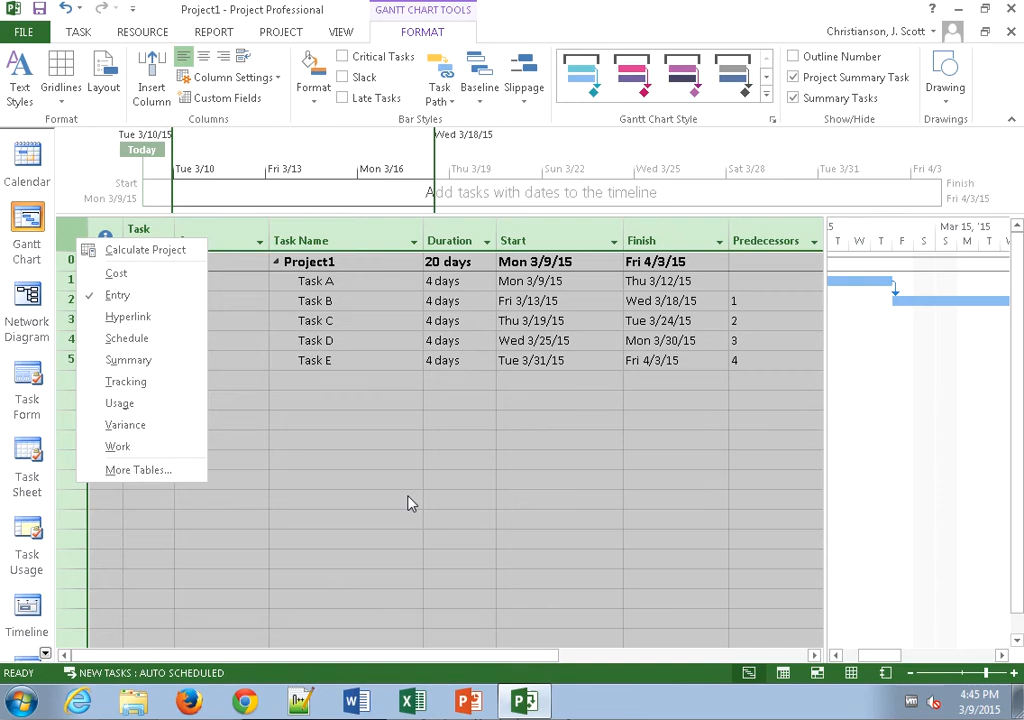 Project1 - Project Professional
GANTT CHART TOOLS
FILE TASK RESOURCE REPORT PROJECT VIEW FORMAT
Christianson, J. Scott
Text Styles
Gridlines
Layout
Format
Insert Column
Column Settings
Custom Fields
Columns
Format
Critical Tasks
Slack
Late Tasks
Task Path
Baseline
Slippage
Bar Styles
Gantt Chart Style
Outline Number
Project Summary Task
Summary Tasks
Show/Hide
Drawing
Drawings
Tue 3/10/15
Wed 3/18/15
Today
Tue 3/10 Fri 3/13 Mon 3/16 Thu 3/19 Sun 3/22 Wed 3/25 Sat 3/28 Tue 3/31 Fri 4/3
Start
Mon 3/9/15
Add tasks with dates to the timeline
Finish
Fri 4/3/15
Calendar
Gantt Chart
Network Diagram
Task Form
Task Sheet
Task Usage
Timeline
Task
Task Name Duration Start Finish Predecessors
0 Project1 20 days Mon 3/9/15 Fri 4/3/15
1 Task A 4 days Mon 3/9/15 Thu 3/12/15
2 Task B 4 days Fri 3/13/15 Wed 3/18/15 1
3 Task C 4 days Thu 3/19/15 Tue 3/24/15 2
4 Task D 4 days Wed 3/25/15 Mon 3/30/15 3
5 Task E 4 days Tue 3/31/15 Fri 4/3/15 4
5 Mar 15, '15
T W T F S S M T W
Calculate Project
Cost
Entry
Hyperlink
Schedule
Summary
Tracking
Usage
Variance
Work
More Tables...
READY NEW TASKS : AUTO SCHEDULED
4:45 PM
3/9/2015